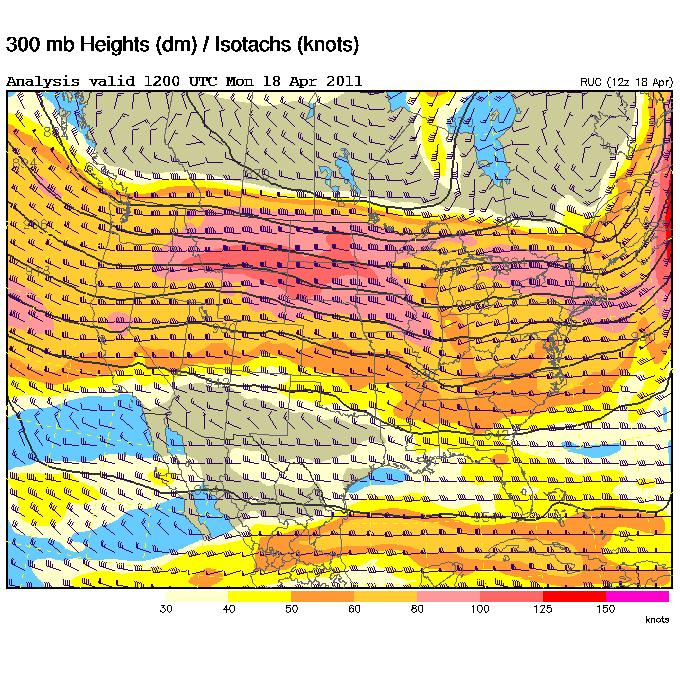 300 mb Heights (dm) / Isotachs (knots)
Analysis valid 1200 UTC Mon 18 Apr 2011
RUC (12z 18 Apr)
894
30 40 50 60 80 100 125 150
knots